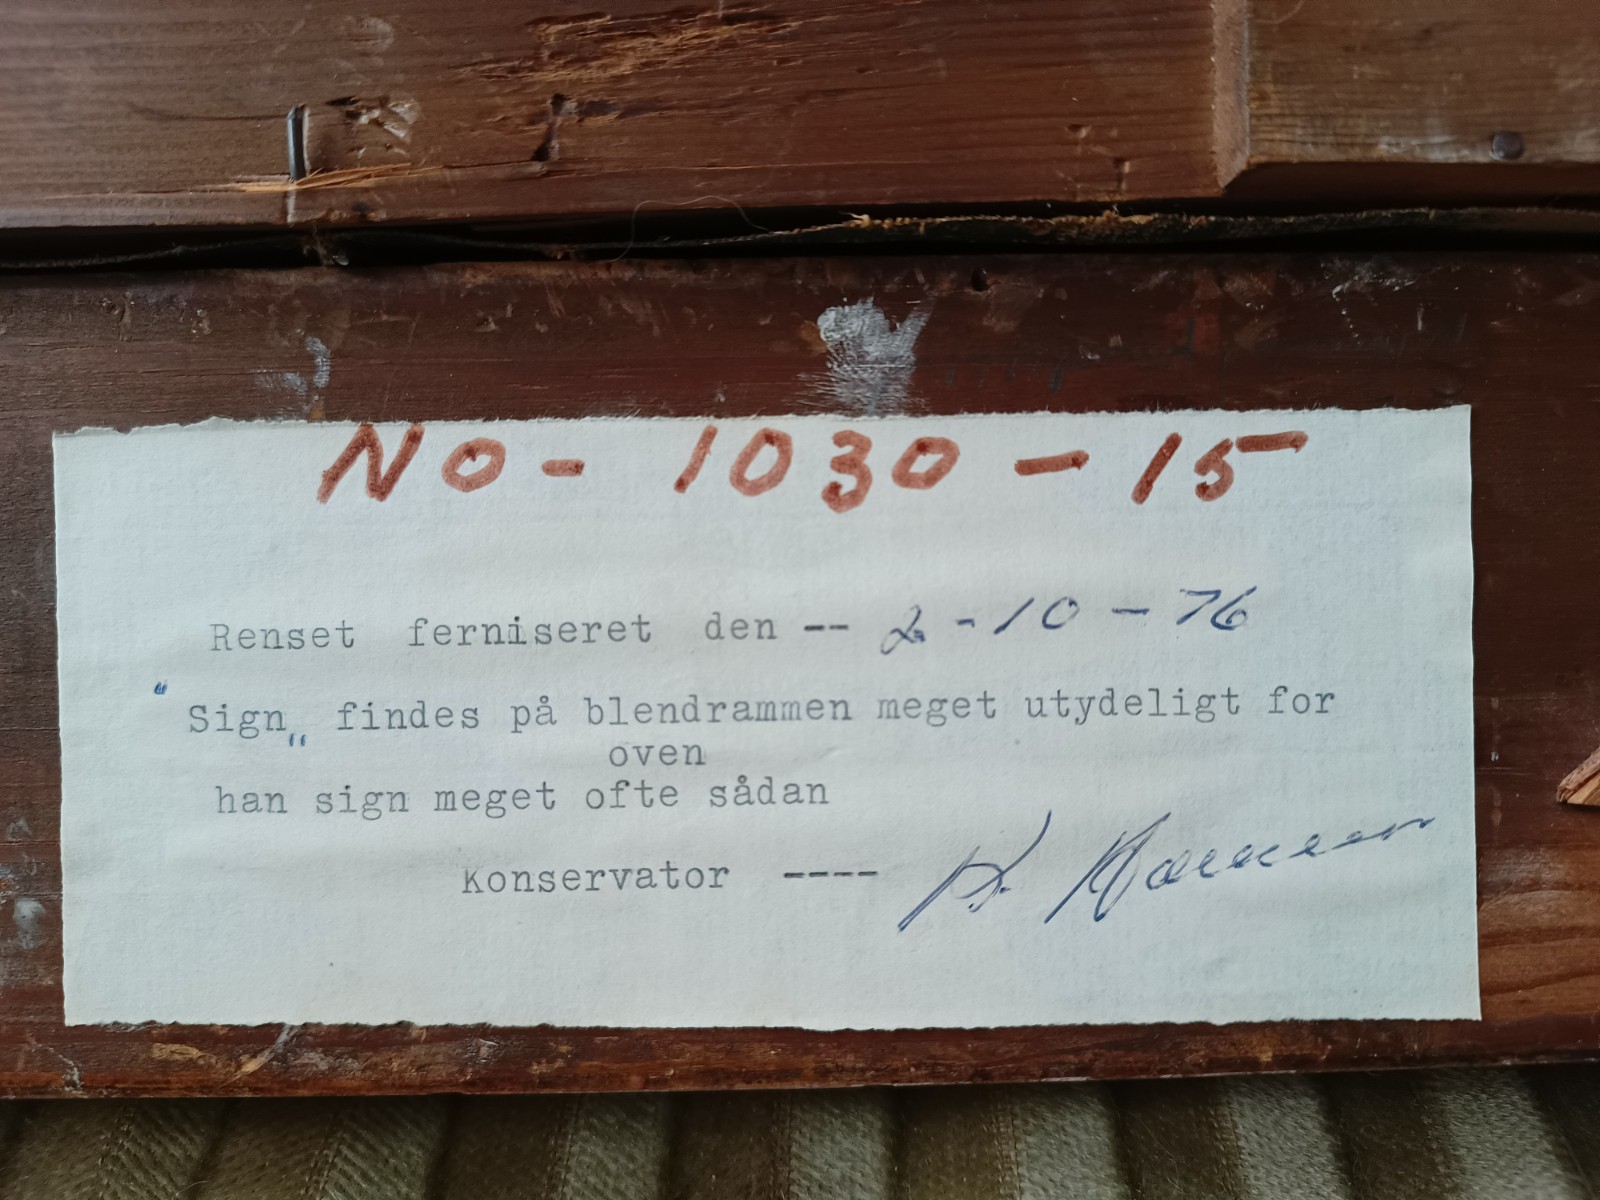 NO - 1030 - 15
Renset ferniseret den -- 2-10-76
"Sign„ findes på blendrammen meget utydeligt for
oven
han sign meget ofte sådan
Konservator ----